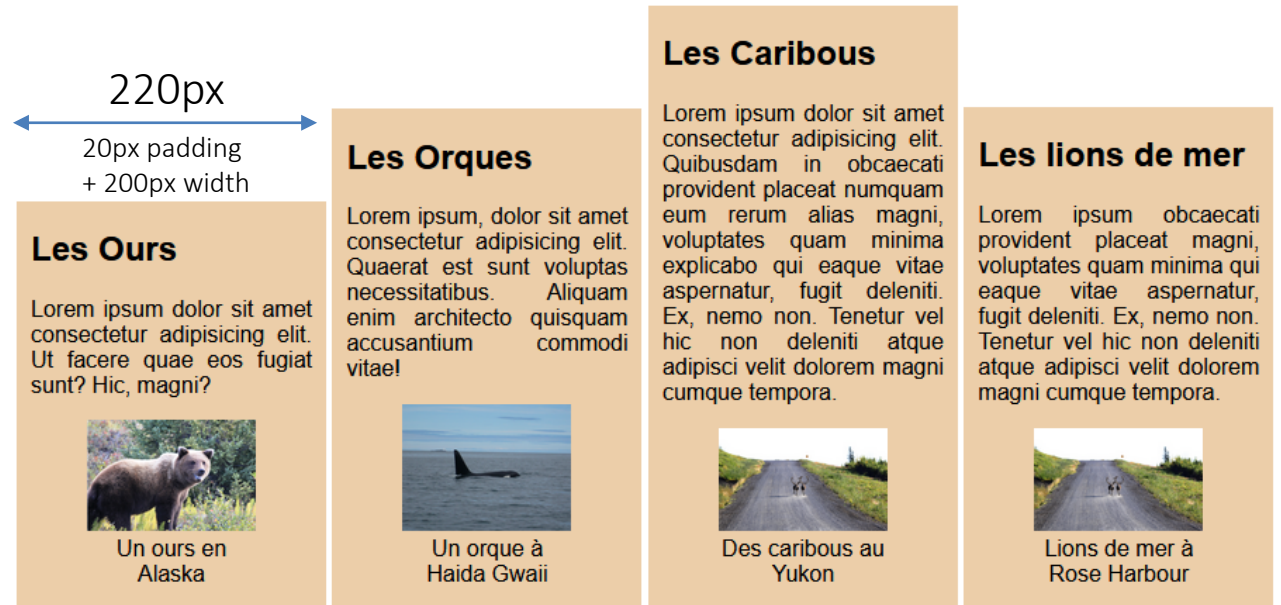 220px
20px padding
+ 200px width
Les Ours
Lorem ipsum dolor sit amet
consectetur adipisicing elit.
Ut facere quae eos fugiat
sunt? Hic, magni?
Un ours en
Alaska
Les Orques
Lorem ipsum, dolor sit amet
consectetur adipisicing elit.
Quaerat est sunt voluptas
necessitatibus. Aliquam
enim architecto quisquam
accusantium commodi
vitae!
Un orque à
Haida Gwaii
Les Caribous
Lorem ipsum dolor sit amet
consectetur adipisicing elit.
Quibusdam in obcaecati
provident placeat numquam
eum rerum alias magni,
voluptates quam minima
explicabo qui eaque vitae
aspernatur, fugit deleniti.
Ex, nemo non. Tenetur vel
hic non deleniti atque
adipisci velit dolorem magni
cumque tempora.
Des caribous au
Yukon
Les lions de mer
Lorem ipsum obcaecati
provident placeat magni,
voluptates quam minima qui
eaque vitae aspernatur,
fugit deleniti. Ex, nemo non.
Tenetur vel hic non deleniti
atque adipisci velit dolorem
magni cumque tempora.
Lions de mer à
Rose Harbour